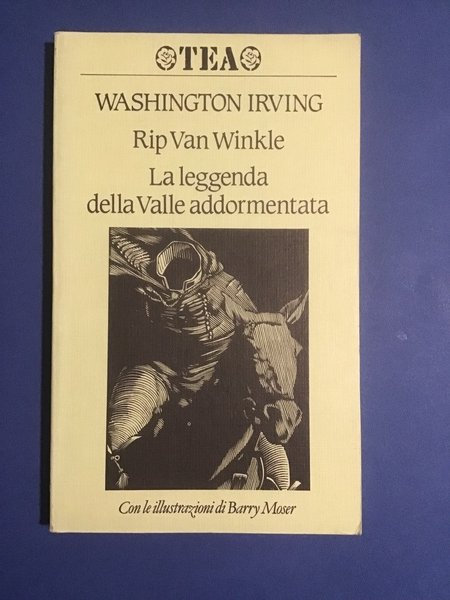 TEA
WASHINGTON IRVING
Rip Van Winkle
La leggenda
della Valle addormentata
Con le illustrazioni di Barry Moser